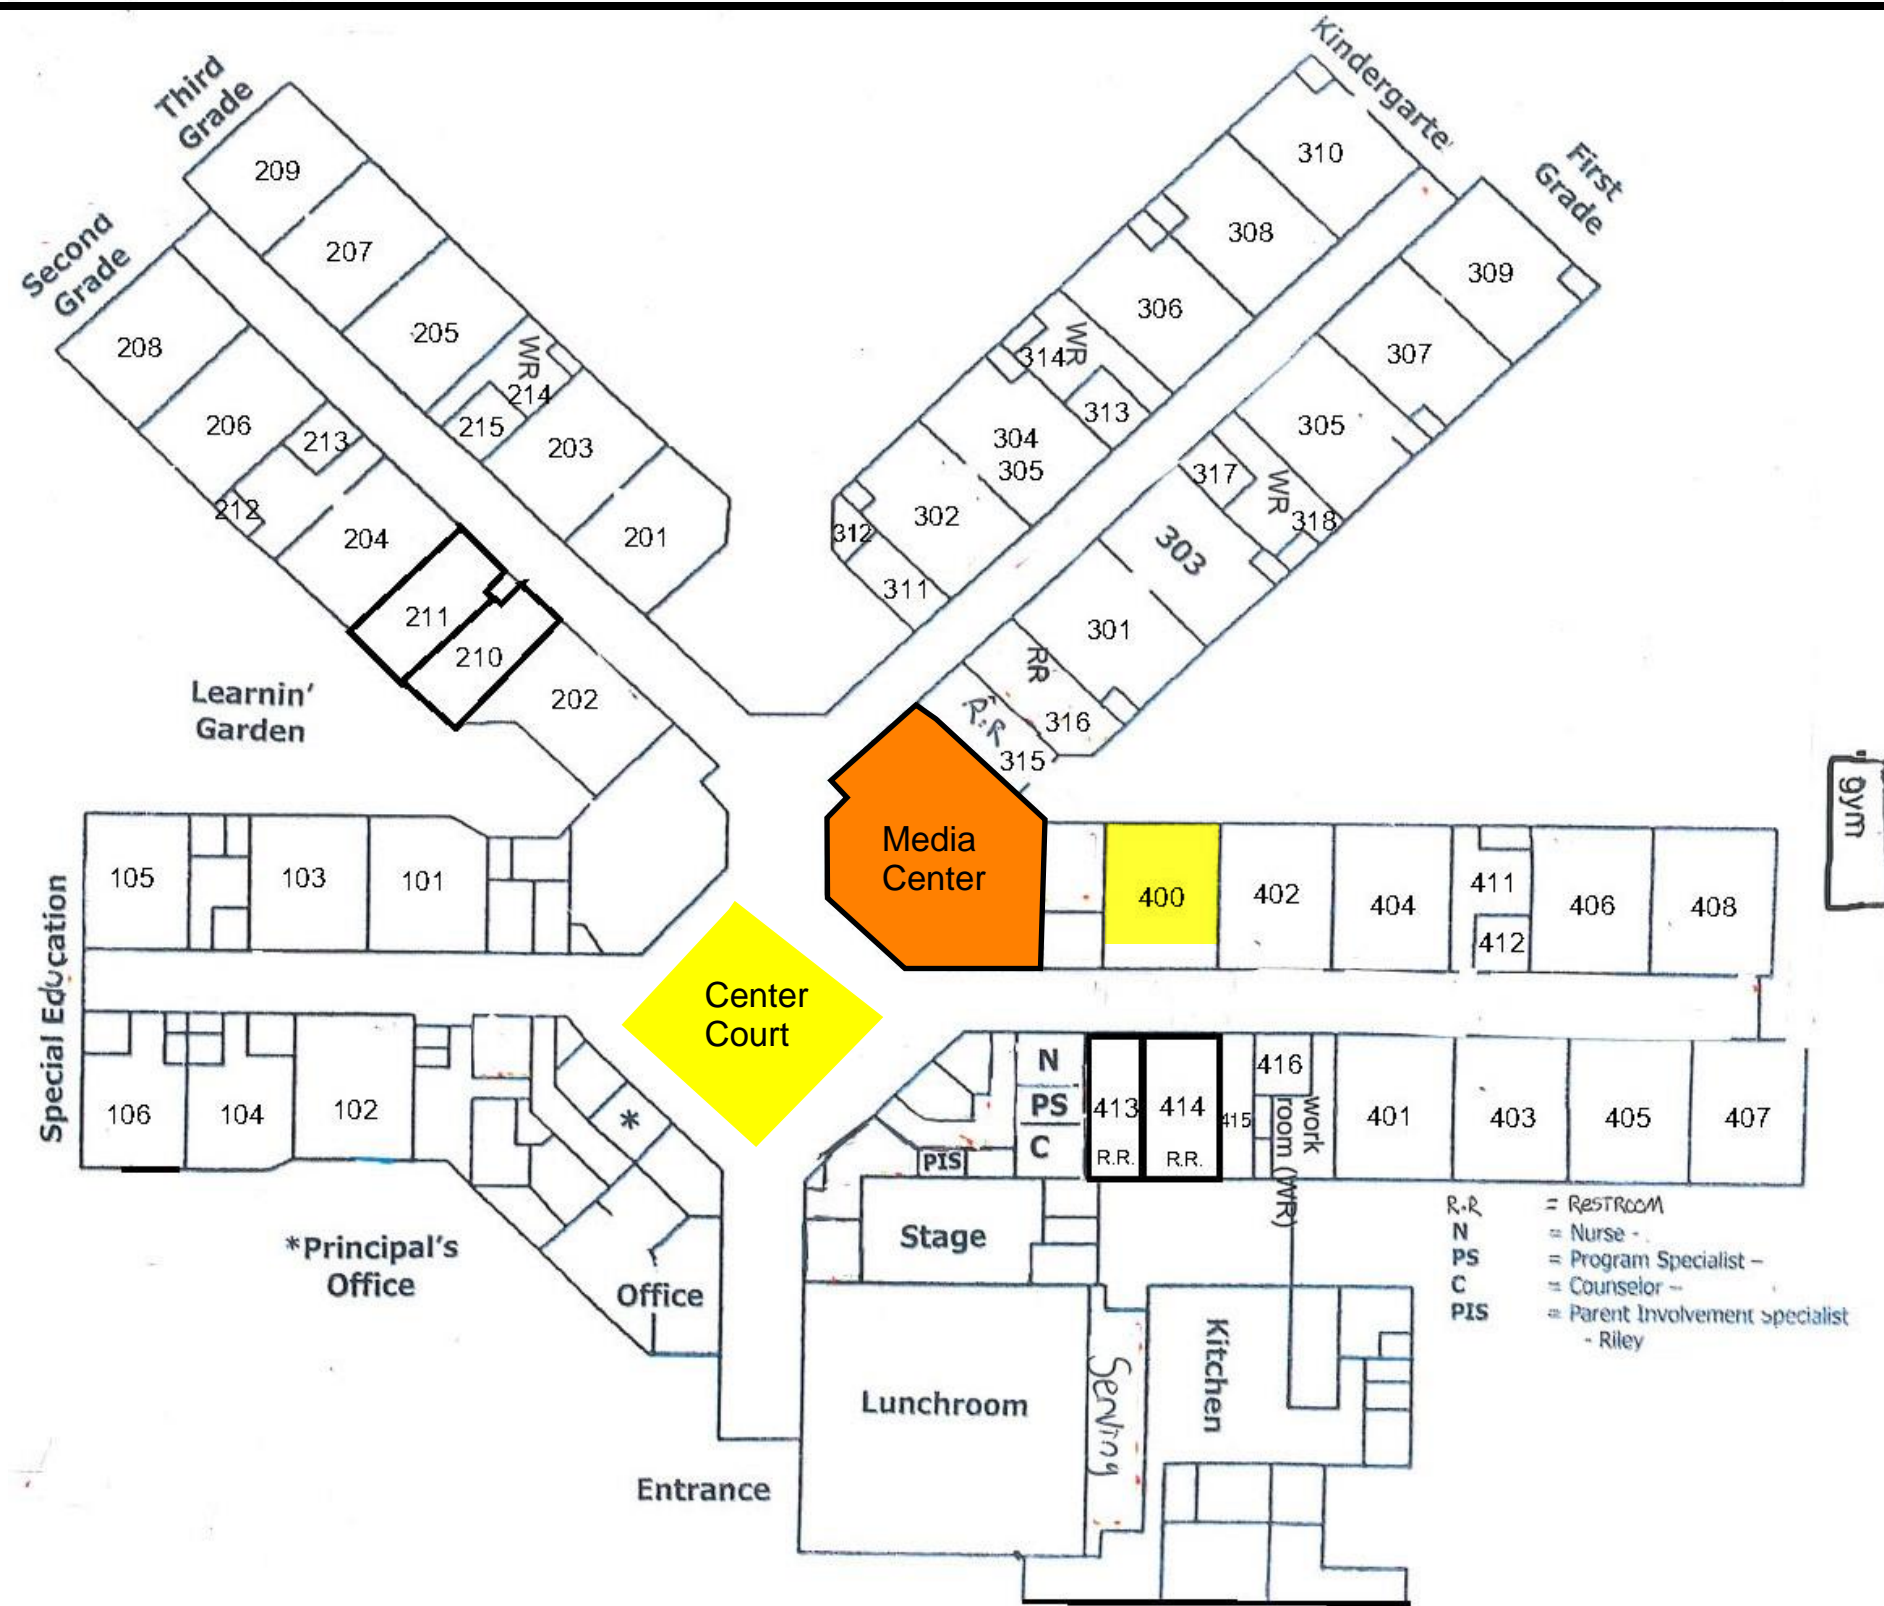 Third
Grade
Second
Grade
Kindergarte
First
Grade
209
207
205
WR
214
215
203
201
208
206
213
212
204
211
210
202
310
308
306
WR
314
313
304
305
302
312
311
309
307
305
317
WR
318
303
301
RR
316
R.R
315
Learnin'
Garden
Media
Center
gym
105
103
101
400
402
404
411
412
406
408
Special Education
Center
Court
106
104
102
*
N
PS
C
PIS
413
R.R.
414
R.R.
415
416
work
room (WR)
401
403
405
407
*Principal's
Office
Office
Stage
Lunchroom
Serving
Kitchen
Entrance
R.R = RESTROOM
N = Nurse -
PS = Program Specialist –
C = Counselor –
PIS = Parent Involvement Specialist
- Riley